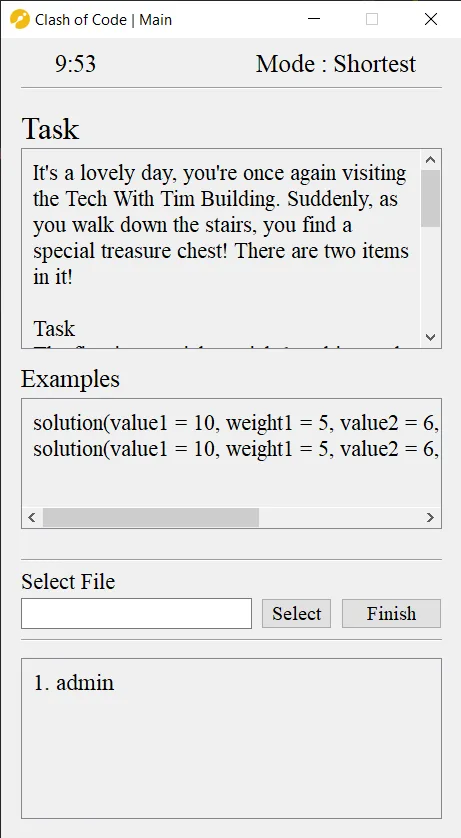 Clash of Code | Main
9:53
Mode : Shortest
Task
It's a lovely day, you're once again visiting
the Tech With Tim Building. Suddenly, as
you walk down the stairs, you find a
special treasure chest! There are two items
in it!
Task
Examples
solution(value1 = 10, weight1 = 5, value2 = 6,
solution(value1 = 10, weight1 = 5, value2 = 6,
Select File
Select
Finish
1. admin